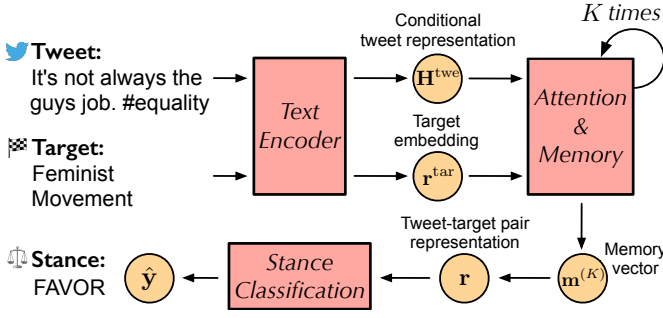 Tweet:
It's not always the
guys job. #equality
Target:
Feminist
Movement
Text
Encoder
Conditional
tweet representation
H^twe
Target
embedding
r^tar
K times
Attention
&
Memory
Stance:
FAVOR
ŷ
Stance
Classification
Tweet-target pair
representation
r
Memory
vector
m^(K)